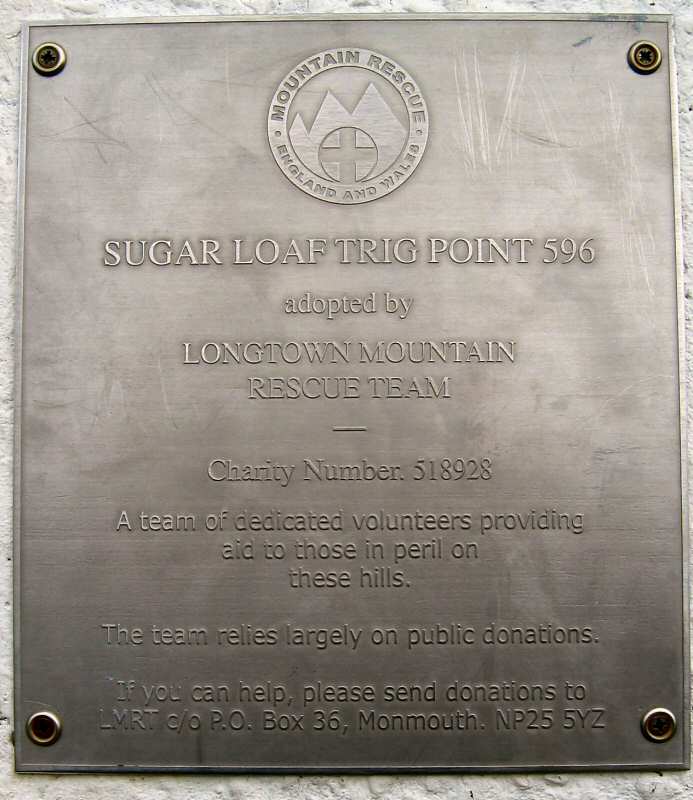 MOUNTAIN RESCUE
ENGLAND AND WALES
SUGAR LOAF TRIG POINT 596
adopted by
LONGTOWN MOUNTAIN
RESCUE TEAM
Charity Number. 518928
A team of dedicated volunteers providing
aid to those in peril on
these hills.
The team relies largely on public donations.
If you can help, please send donations to
LMRT c/o P.O. Box 36, Monmouth. NP25 5YZ